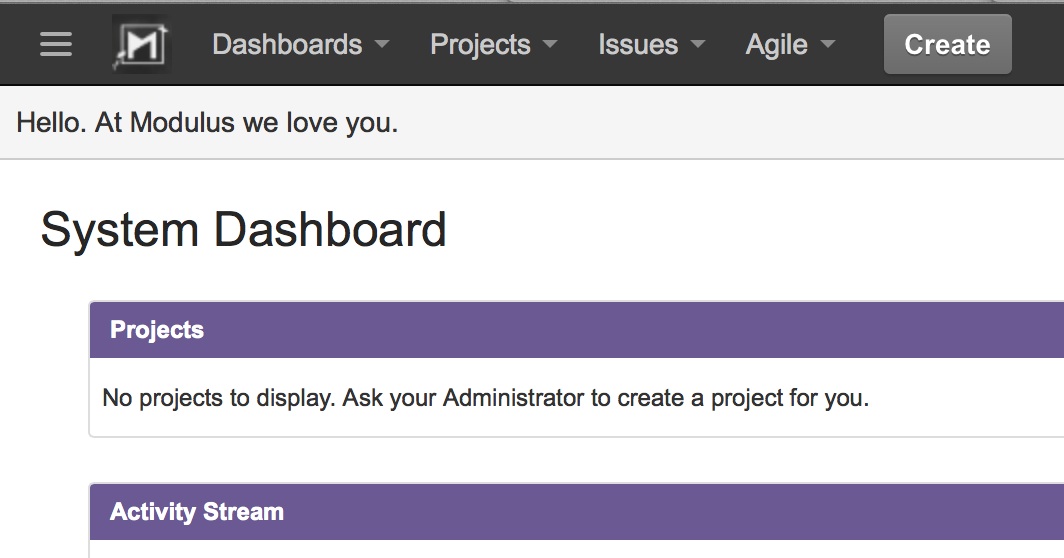 Dashboards Projects Issues Agile Create
Hello. At Modulus we love you.
System Dashboard
Projects
No projects to display. Ask your Administrator to create a project for you.
Activity Stream